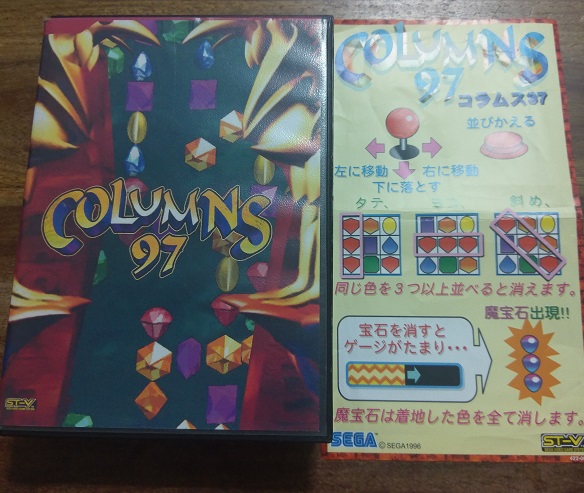 COLUMNS
97
ST-V
COLUMNS
97
コラムス97
並びかえる
左に移動
右に移動
下に落とす
タテ、
ヨコ、
斜め、
同じ色を3つ以上並べると消えます。
魔宝石出現!!
宝石を消すと
ゲージがたまり・・・
魔宝石は着地した色を全て消します。
SEGA
© SEGA1996
ST-V